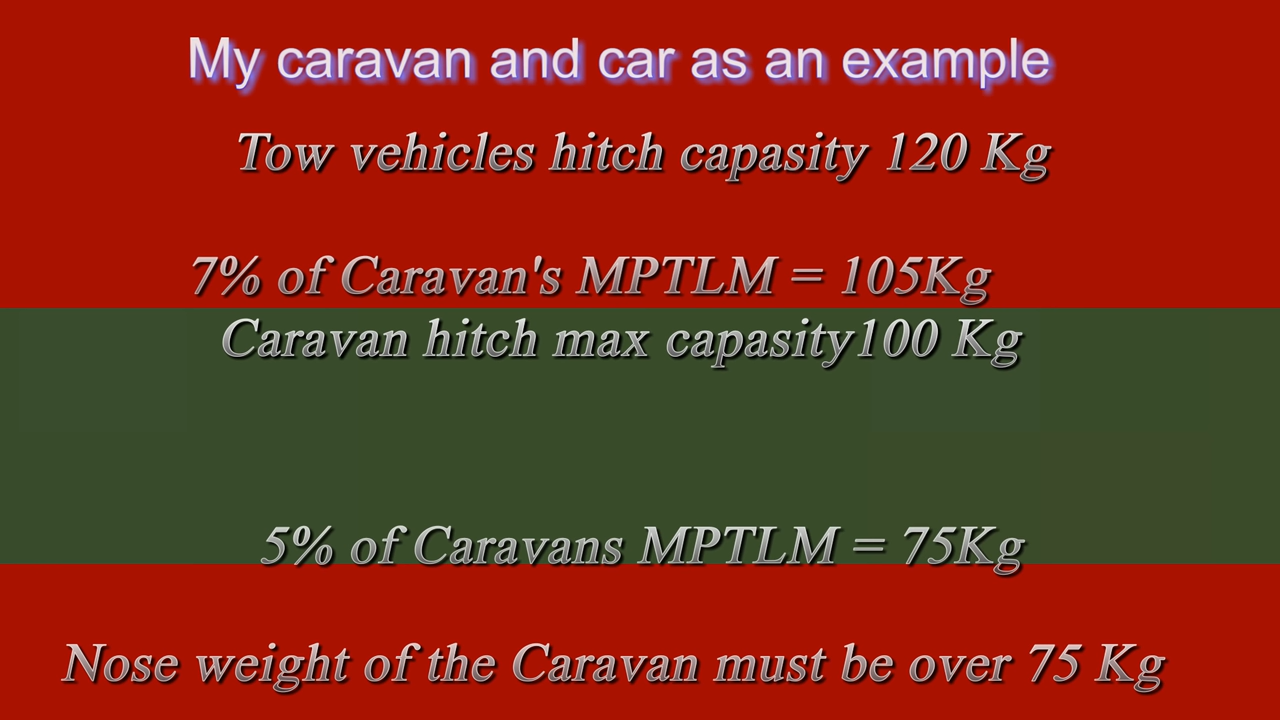 My caravan and car as an example
Tow vehicles hitch capasity 120 Kg
7% of Caravan's MPTLM = 105Kg
Caravan hitch max capasity100 Kg
5% of Caravans MPTLM = 75Kg
Nose weight of the Caravan must be over 75 Kg